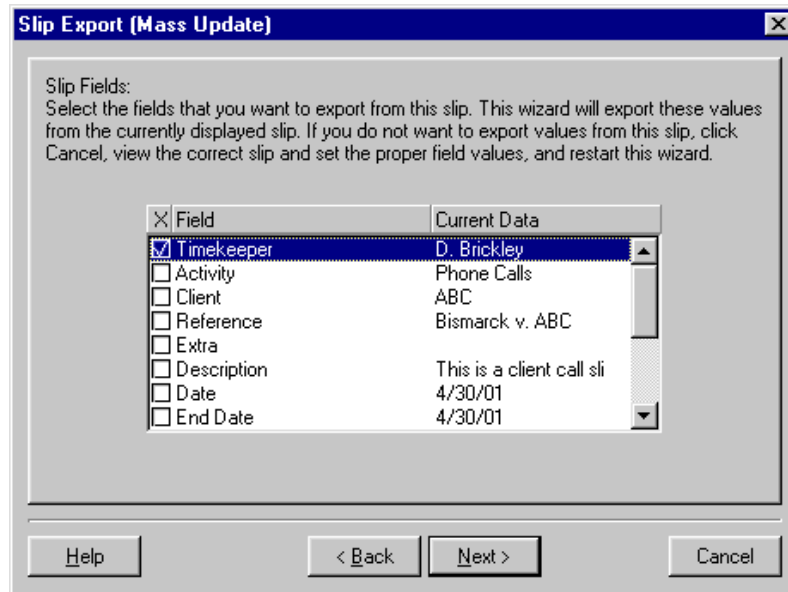 Slip Export (Mass Update)
Slip Fields:
Select the fields that you want to export from this slip. This wizard will export these values
from the currently displayed slip. If you do not want to export values from this slip, click
Cancel, view the correct slip and set the proper field values, and restart this wizard.
X Field Current Data
Timekeeper D. Brickley
Activity Phone Calls
Client ABC
Reference Bismarck v. ABC
Extra
Description This is a client call sli
Date 4/30/01
End Date 4/30/01
Help < Back Next > Cancel